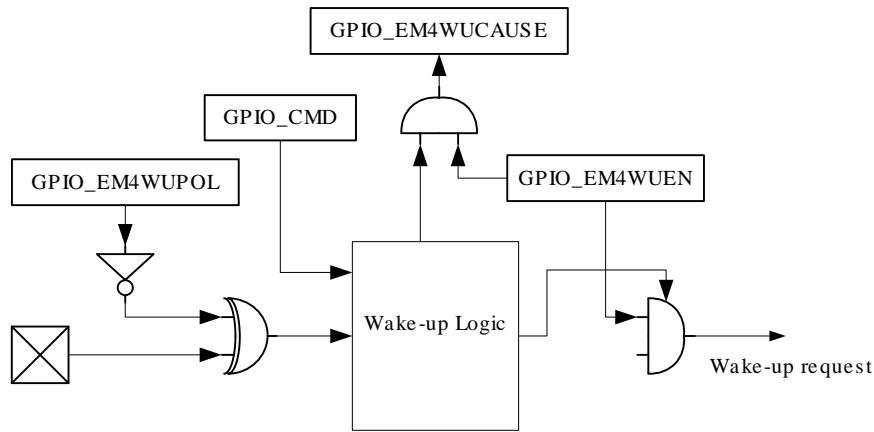 GPIO_EM4WUCAUSE
GPIO_CMD
GPIO_EM4WUPOL
GPIO_EM4WUEN
Wake-up Logic
Wake-up request